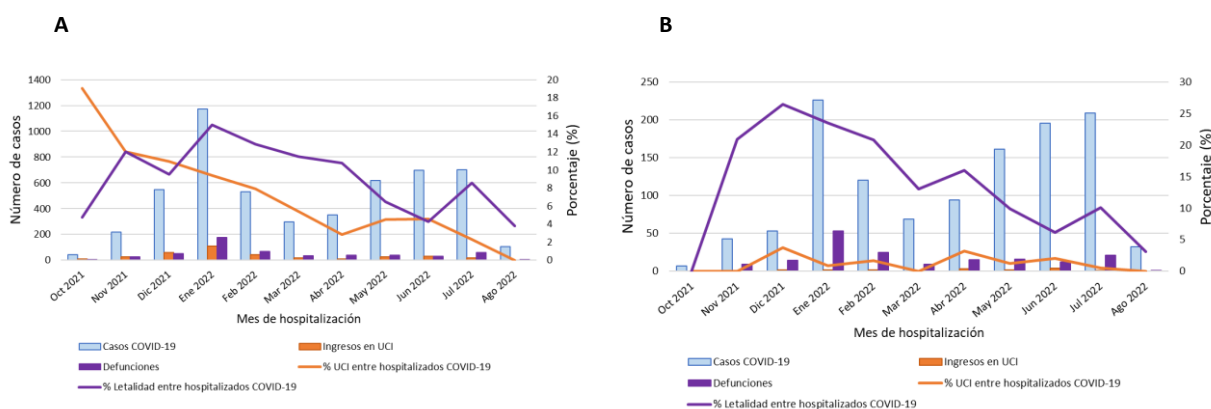 A
Número de casos
1400
1200
1000
800
600
400
200
0
20
18
16
14
12
10
8
6
4
2
0
Porcentaje (%)
Oct 2021
Nov 2021
Dic 2021
Ene 2022
Feb 2022
Mar 2022
Abr 2022
May 2022
Jun 2022
Jul 2022
Ago 2022
Mes de hospitalización
Casos COVID-19
Ingresos en UCI
Defunciones
% UCI entre hospitalizados COVID-19
% Letalidad entre hospitalizados COVID-19
B
Número de casos
250
200
150
100
50
0
30
25
20
15
10
5
0
Porcentaje (%)
Oct 2021
Nov 2021
Dic 2021
Ene 2022
Feb 2022
Mar 2022
Abr 2022
May 2022
Jun 2022
Jul 2022
Ago 2022
Mes de hospitalización
Casos COVID-19
Ingresos en UCI
Defunciones
% UCI entre hospitalizados COVID-19
% Letalidad entre hospitalizados COVID-19